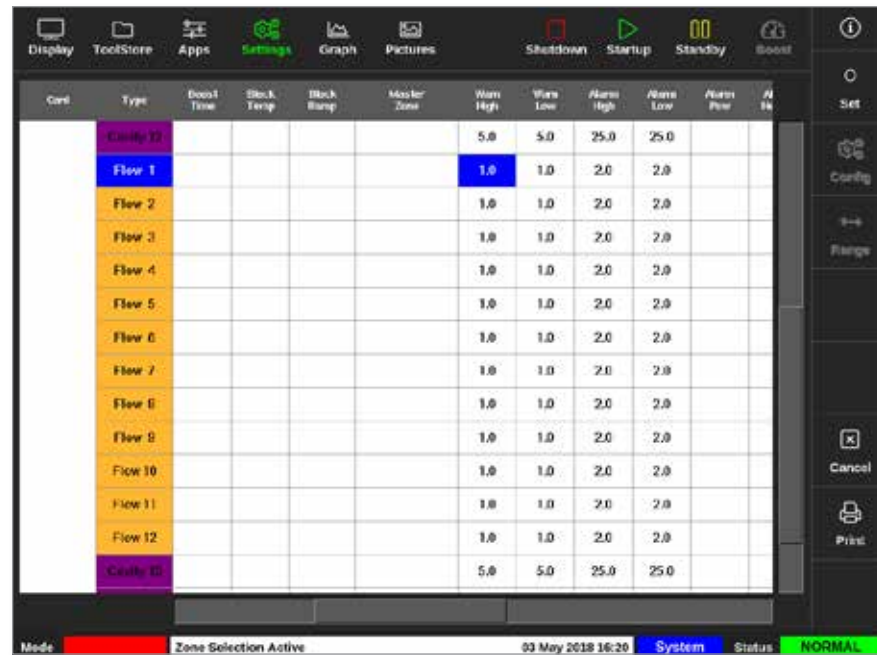 Display ToolStore Apps Settings Graph Pictures Shutdown Startup Standby Boost
Set
Config
Range
Cancel
Print
Card Type Boost Time Block Temp Block Ramp Master Zone Warn High Warn Low Alarm High Alarm Low Alarm Pow
5.0 5.0 25.0 25.0
Flow 1 1.0 1.0 2.0 2.0
Flow 2 1.0 1.0 2.0 2.0
Flow 3 1.0 1.0 2.0 2.0
Flow 4 1.0 1.0 2.0 2.0
Flow 5 1.0 1.0 2.0 2.0
Flow 6 1.0 1.0 2.0 2.0
Flow 7 1.0 1.0 2.0 2.0
Flow 8 1.0 1.0 2.0 2.0
Flow 9 1.0 1.0 2.0 2.0
Flow 10 1.0 1.0 2.0 2.0
Flow 11 1.0 1.0 2.0 2.0
Flow 12 1.0 1.0 2.0 2.0
5.0 5.0 25.0 25.0
Mode Zone Selection Active 03 May 2018 16:20 System Status NORMAL